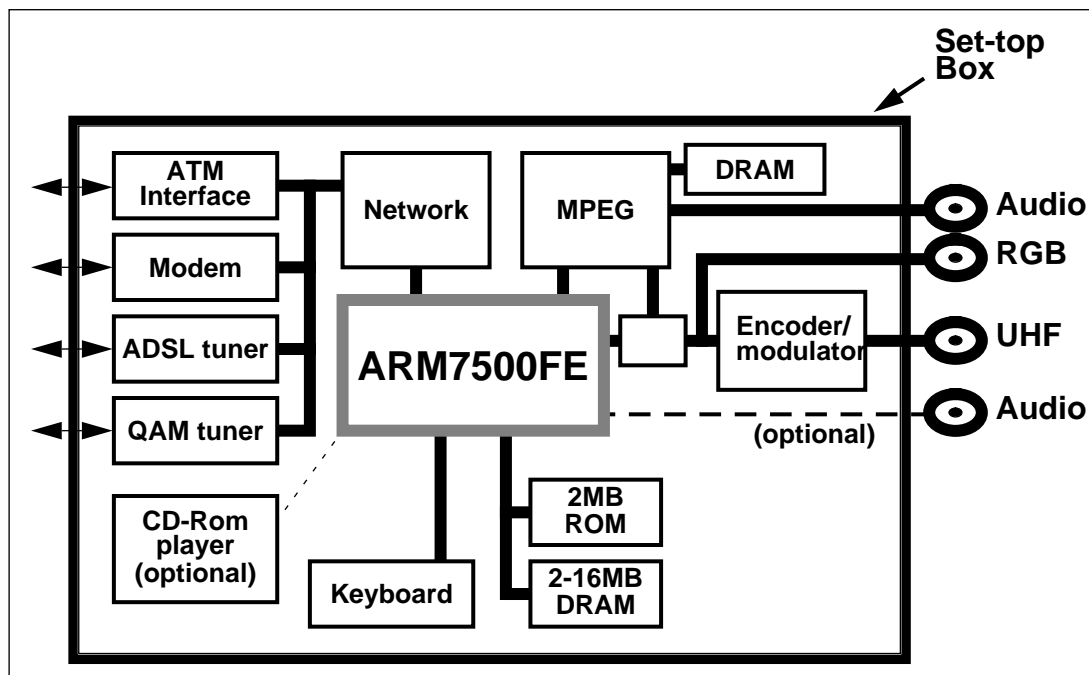 Set-top
Box
ATM
Interface
Network
MPEG
DRAM
Audio
Modem
RGB
ADSL tuner
ARM7500FE
Encoder/
modulator
UHF
QAM tuner
Audio
(optional)
CD-Rom
player
(optional)
2MB
ROM
Keyboard
2-16MB
DRAM